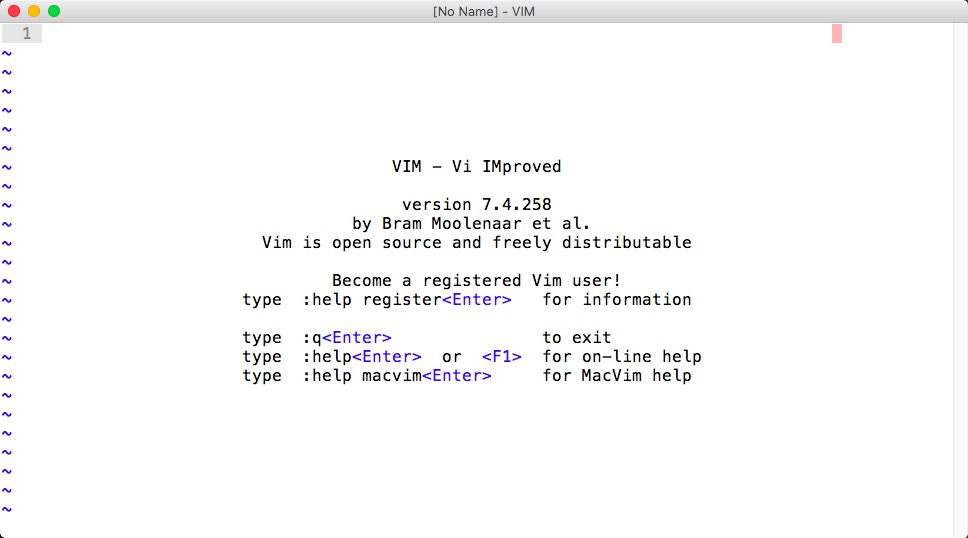 [No Name] - VIM
1
~
~
~
~
~
~
VIM - Vi IMproved
~
~
version 7.4.258
~
by Bram Moolenaar et al.
~
Vim is open source and freely distributable
~
~
Become a registered Vim user!
~
type :help register<Enter> for information
~
~
type :q<Enter> to exit
~
type :help<Enter> or <F1> for on-line help
~
type :help macvim<Enter> for MacVim help
~
~
~
~
~
~
~
~